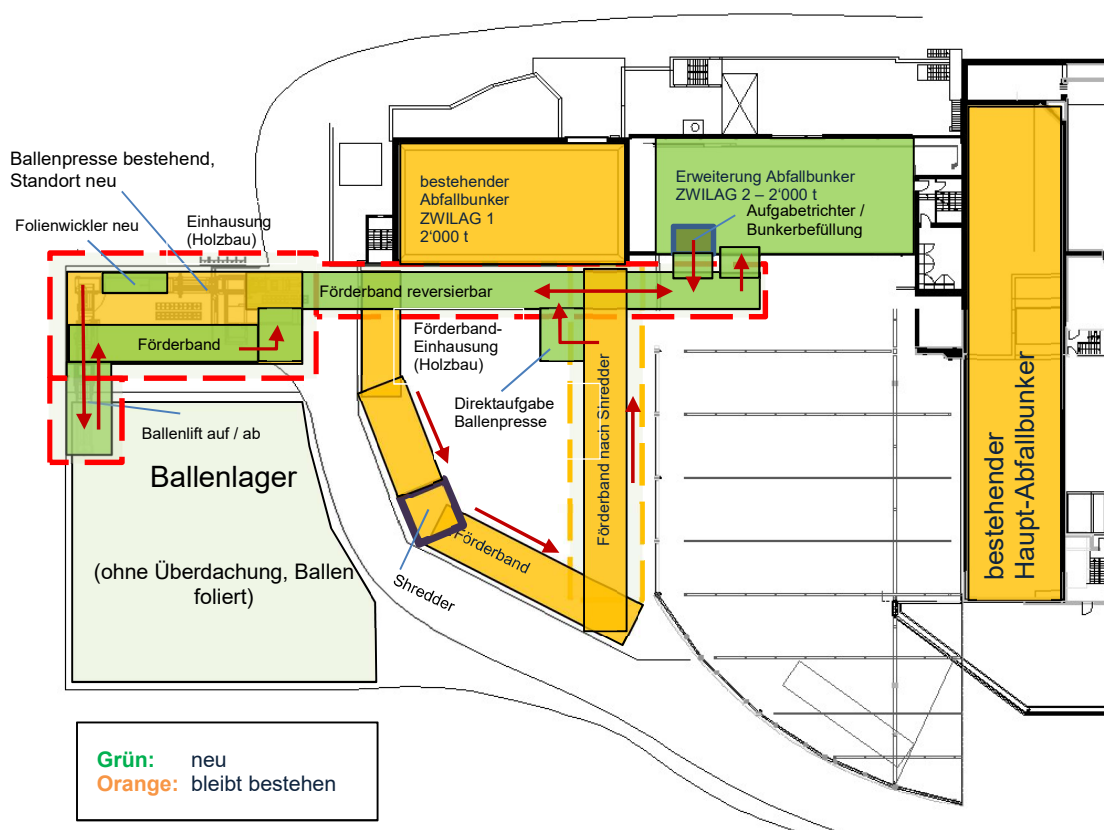 Ballenpresse bestehend,
Standort neu
Folienwickler neu
Einhausung
(Holzbau)
bestehender
Abfallbunker
ZWILAG 1
2'000 t
Erweiterung Abfallbunker
ZWILAG 2 – 2'000 t
Aufgabetrichter /
Bunkerbefüllung
Förderband reversierbar
Förderband
Förderband-
Einhausung
(Holzbau)
Direktaufgabe
Ballenpresse
Förderband nach Shredder
Ballenlift auf / ab
Ballenlager
(ohne Überdachung, Ballen
foliert)
Shredder
Förderband
bestehender
Haupt-Abfallbunker
Grün: neu
Orange: bleibt bestehen